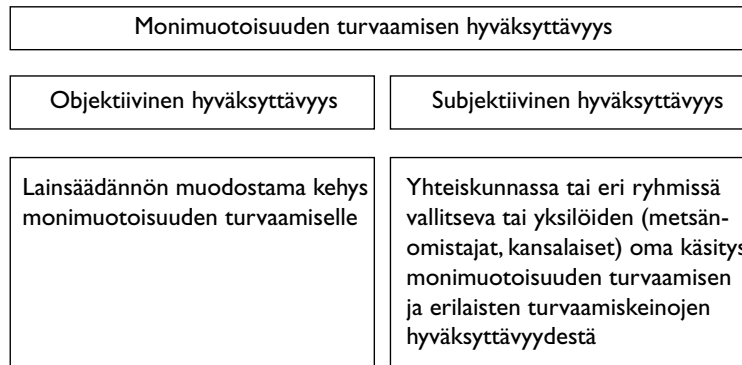 Monimuotoisuuden turvaamisen hyväksyttävyys
Objektiivinen hyväksyttävyys
Subjektiivinen hyväksyttävyys
Lainsäädännön muodostama kehys
monimuotoisuuden turvaamiselle
Yhteiskunnassa tai eri ryhmissä
vallitseva tai yksilöiden (metsän-
omistajat, kansalaiset) oma käsitys
monimuotoisuuden turvaamisen
ja erilaisten turvaamiskeinojen
hyväksyttävyydestä